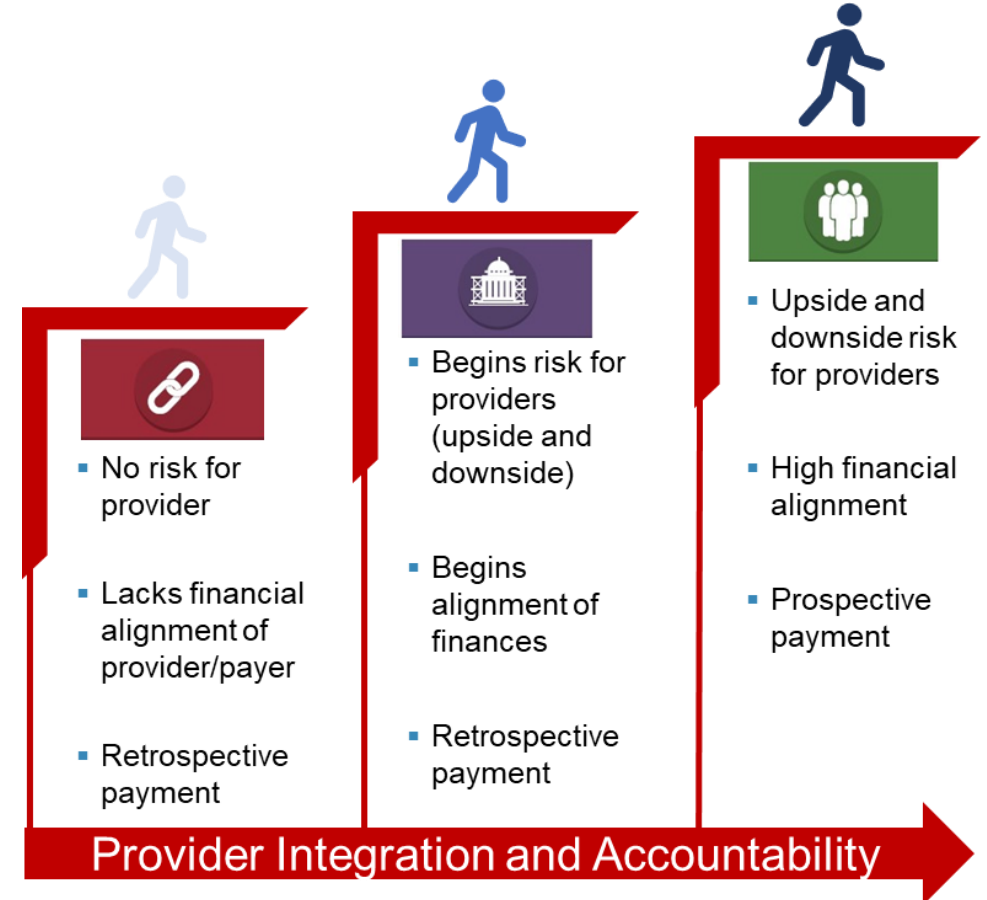 ▪ No risk for
provider
▪ Lacks financial
alignment of
provider/payer
▪ Retrospective
payment
▪ Begins risk for
providers
(upside and
downside)
▪ Begins
alignment of
finances
▪ Retrospective
payment
▪ Upside and
downside risk
for providers
▪ High financial
alignment
▪ Prospective
payment
Provider Integration and Accountability